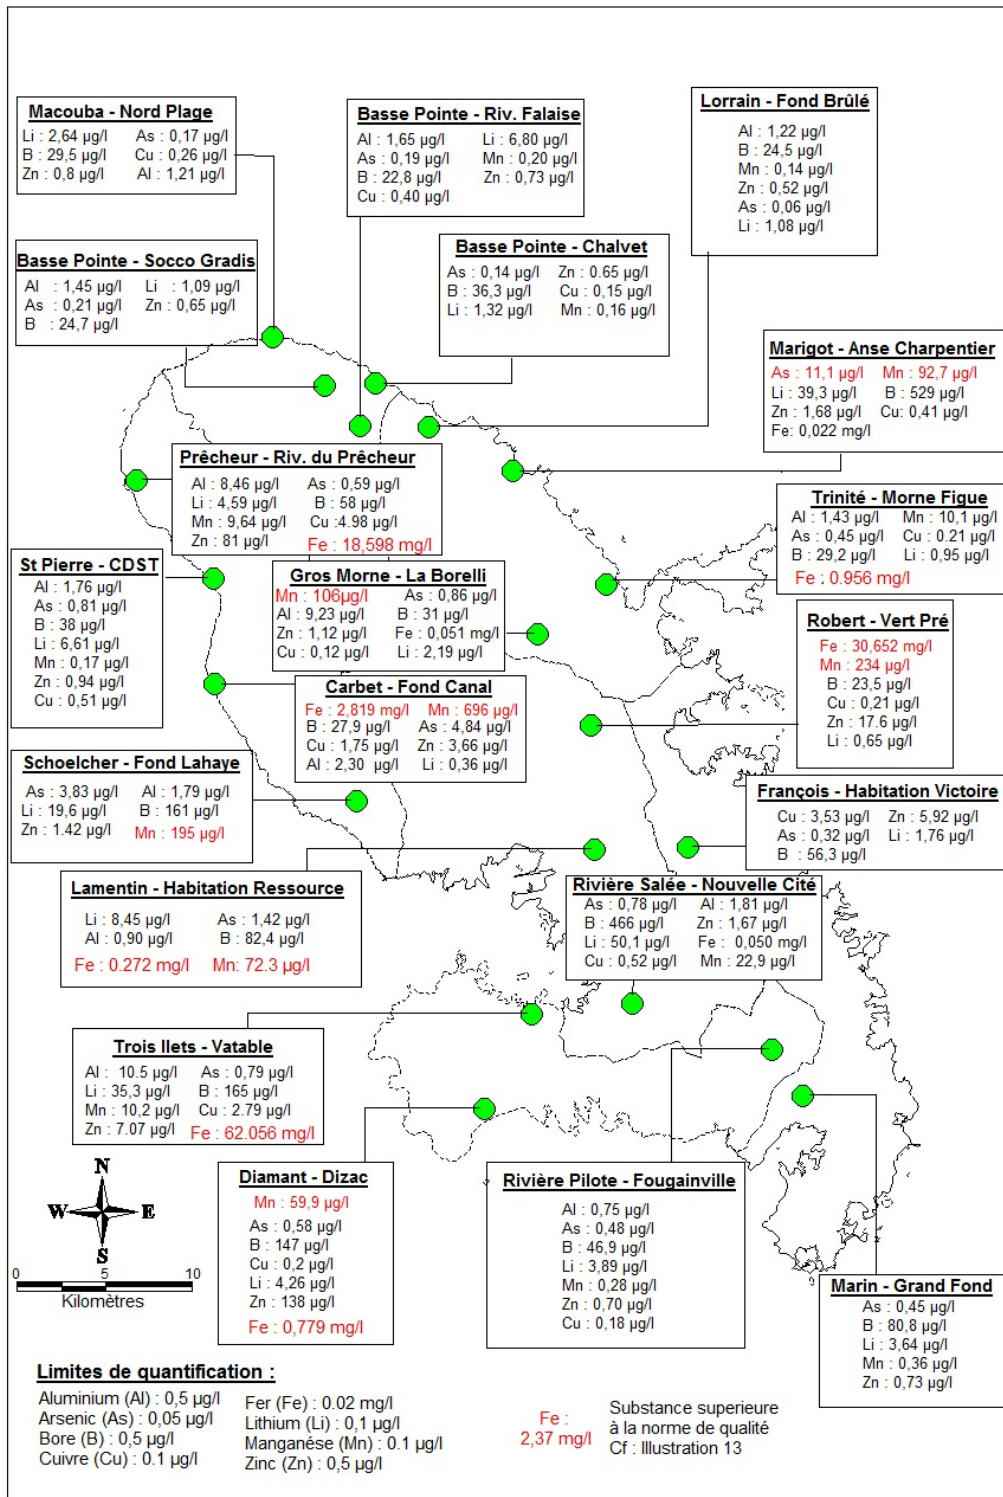 Macouba - Nord Plage
Li : 2,64 µg/l As : 0,17 µg/l
B : 29,5 µg/l Cu : 0,26 µg/l
Zn : 0,8 µg/l Al : 1,21 µg/l
Basse Pointe - Riv. Falaise
Al : 1,65 µg/l Li : 6,80 µg/l
As : 0,19 µg/l Mn : 0,20 µg/l
B : 22,8 µg/l Zn : 0,73 µg/l
Cu : 0,40 µg/l
Lorrain - Fond Brûlé
Al : 1,22 µg/l
B : 24,5 µg/l
Mn : 0,14 µg/l
Zn : 0,52 µg/l
As : 0,06 µg/l
Li : 1,08 µg/l
Basse Pointe - Socco Gradis
Al : 1,45 µg/l Li : 1,09 µg/l
As : 0,21 µg/l Zn : 0,65 µg/l
B : 24,7 µg/l
Basse Pointe - Chalvet
As : 0,14 µg/l Zn : 0.65 µg/l
B : 36,3 µg/l Cu : 0,15 µg/l
Li : 1,32 µg/l Mn : 0,16 µg/l
Marigot - Anse Charpentier
As : 11,1 µg/l Mn : 92,7 µg/l
Li : 39,3 µg/l B : 529 µg/l
Zn : 1,68 µg/l Cu: 0,41 µg/l
Fe: 0,022 mg/l
Prêcheur - Riv. du Prêcheur
Al : 8,46 µg/l As : 0,59 µg/l
Li : 4,59 µg/l B : 58 µg/l
Mn : 9,64 µg/l Cu :4.98 µg/l
Zn : 81 µg/l Fe : 18,598 mg/l
Trinité - Morne Figue
Al : 1,43 µg/l Mn : 10,1 µg/l
As : 0,45 µg/l Cu : 0.21 µg/l
B : 29,2 µg/l Li : 0,95 µg/l
Fe : 0.956 mg/l
St Pierre - CDST
Al : 1,76 µg/l
As : 0,81 µg/l
B : 38 µg/l
Li : 6,61 µg/l
Mn : 0,17 µg/l
Zn : 0,94 µg/l
Cu : 0,51 µg/l
Gros Morne - La Borelli
Mn : 106µg/l As : 0,86 µg/l
Al : 9,23 µg/l B : 31 µg/l
Zn : 1,12 µg/l Fe : 0,051 mg/l
Cu : 0,12 µg/l Li : 2,19 µg/l
Robert - Vert Pré
Fe : 30,652 mg/l
Mn : 234 µg/l
B : 23,5 µg/l
Cu : 0,21 µg/l
Zn : 17.6 µg/l
Li : 0,65 µg/l
Carbet - Fond Canal
Fe : 2,819 mg/l Mn : 696 µg/l
B : 27,9 µg/l As : 4,84 µg/l
Cu : 1,75 µg/l Zn : 3,66 µg/l
Al : 2,30 µg/l Li : 0,36 µg/l
Schoelcher - Fond Lahaye
As : 3,83 µg/l Al : 1,79 µg/l
Li : 19,6 µg/l B : 161 µg/l
Zn : 1.42 µg/l Mn : 195 µg/l
François - Habitation Victoire
Cu : 3,53 µg/l Zn : 5,92 µg/l
As : 0,32 µg/l Li : 1,76 µg/l
B : 56,3 µg/l
Lamentin - Habitation Ressource
Li : 8,45 µg/l As : 1,42 µg/l
Al : 0,90 µg/l B : 82,4 µg/l
Fe : 0.272 mg/l Mn: 72.3 µg/l
Rivière Salée - Nouvelle Cité
As : 0,78 µg/l Al : 1,81 µg/l
B : 466 µg/l Zn : 1,67 µg/l
Li : 50,1 µg/l Fe : 0,050 mg/l
Cu : 0,52 µg/l Mn : 22,9 µg/l
Trois Ilets - Vatable
Al : 10.5 µg/l As : 0,79 µg/l
Li : 35,3 µg/l B : 165 µg/l
Mn : 10,2 µg/l Cu : 2.79 µg/l
Zn : 7.07 µg/l Fe : 62.056 mg/l
Diamant - Dizac
Mn : 59,9 µg/l
As : 0,58 µg/l
B : 147 µg/l
Cu : 0,2 µg/l
Li : 4,26 µg/l
Zn : 138 µg/l
Fe : 0,779 mg/l
Rivière Pilote - Fougainville
Al : 0,75 µg/l
As : 0,48 µg/l
B : 46,9 µg/l
Li : 3,89 µg/l
Mn : 0,28 µg/l
Zn : 0,70 µg/l
Cu : 0,18 µg/l
Marin - Grand Fond
As : 0,45 µg/l
B : 80,8 µg/l
Li : 3,64 µg/l
Mn : 0,36 µg/l
Zn : 0,73 µg/l
N
W E
S
0 5 10
Kilomètres
Limites de quantification :
Aluminium (Al) : 0,5 µg/l
Arsenic (As) : 0,05 µg/l
Bore (B) : 0,5 µg/l
Cuivre (Cu) : 0.1 µg/l
Fer (Fe) : 0.02 mg/l
Lithium (Li) : 0,1 µg/l
Manganése (Mn) : 0.1 µg/l
Zinc (Zn) : 0,5 µg/l
Fe :
2,37 mg/l
Substance superieure
à la norme de qualité
Cf : Illustration 13